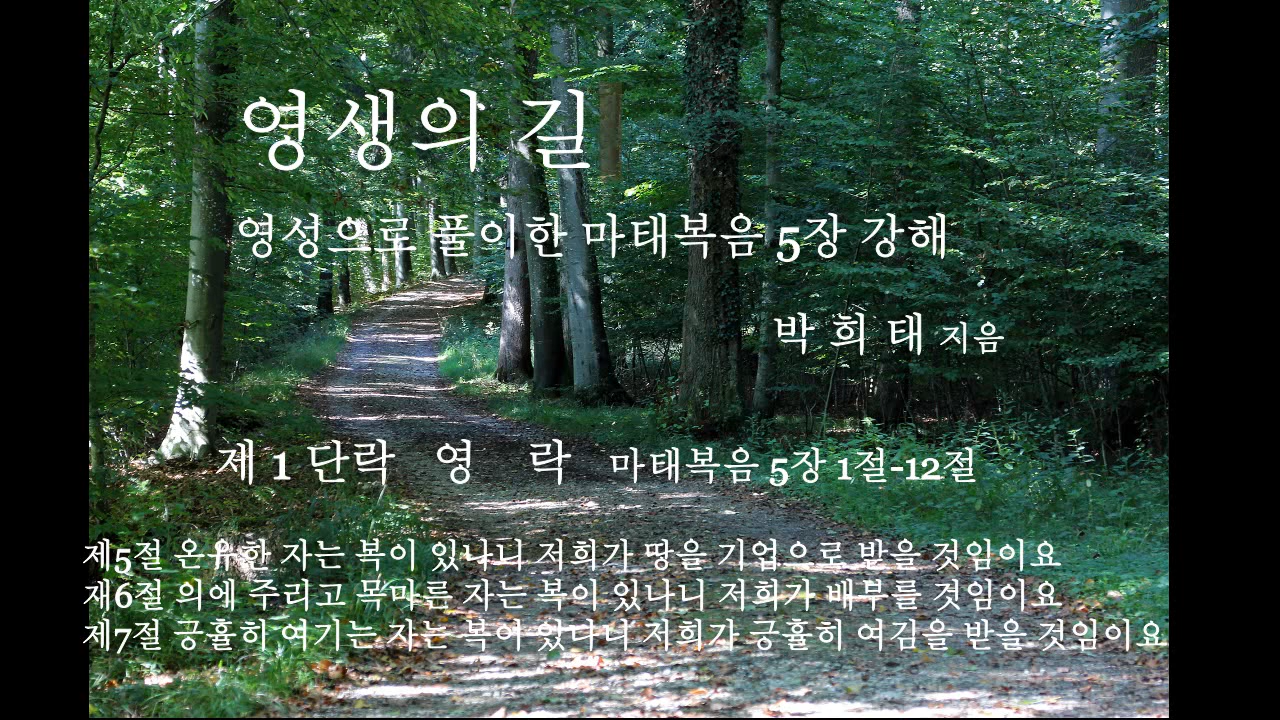 영생의 길
영성으로 풀이한 마태복음 5장 강해
박 희 태 지음
제 1 단락 영 락 마태복음 5장 1절-12절
제5절 온유한 자는 복이 있나니 저희가 땅을 기업으로 받을 것임이요
재6절 의에 주리고 목마른 자는 복이 있나니 저희가 배부를 것임이요
제7절 긍휼히 여기는 자는 복이 있나니 저희가 긍휼히 여김을 받을 것임이요